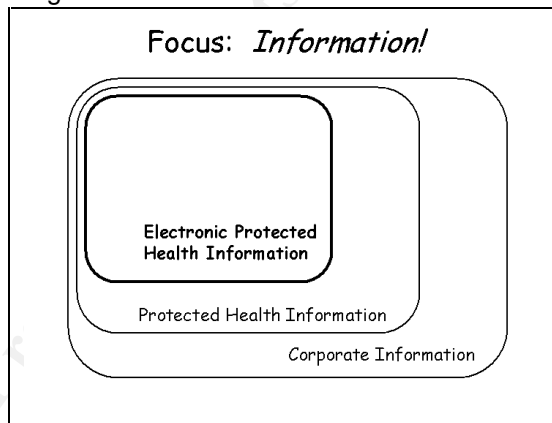 Focus: Information!
Electronic Protected
Health Information
Protected Health Information
Corporate Information